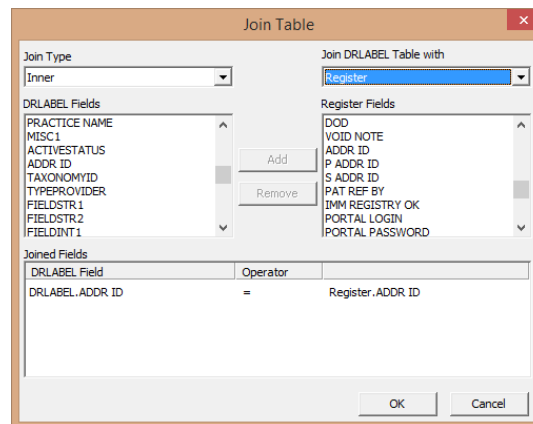 Join Table
Join Type
Join DRLABEL Table with
Inner
Register
DRLABEL Fields
Register Fields
PRACTICE NAME
MISC1
ACTIVESTATUS
ADDR ID
TAXONOMYID
TYPEPROVIDER
FIELDSTR1
FIELDSTR2
FIELDINT1
Add
Remove
DOD
VOID NOTE
ADDR ID
P ADDR ID
S ADDR ID
PAT REF BY
IMM REGISTRY OK
PORTAL LOGIN
PORTAL PASSWORD
Joined Fields
DRLABEL Field Operator
DRLABEL.ADDR ID = Register.ADDR ID
OK Cancel